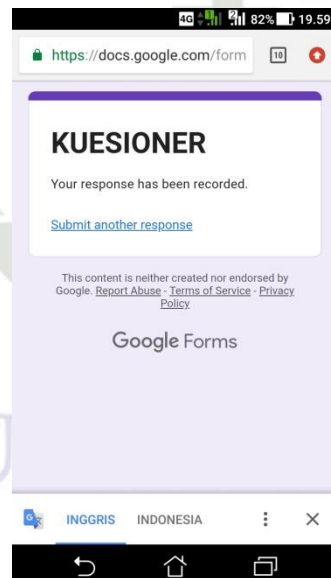 4G 82% 19.59
https://docs.google.com/form 10
KUESIONER
Your response has been recorded.
Submit another response
This content is neither created nor endorsed by
Google. Report Abuse - Terms of Service - Privacy
Policy
Google Forms
INGGRIS INDONESIA